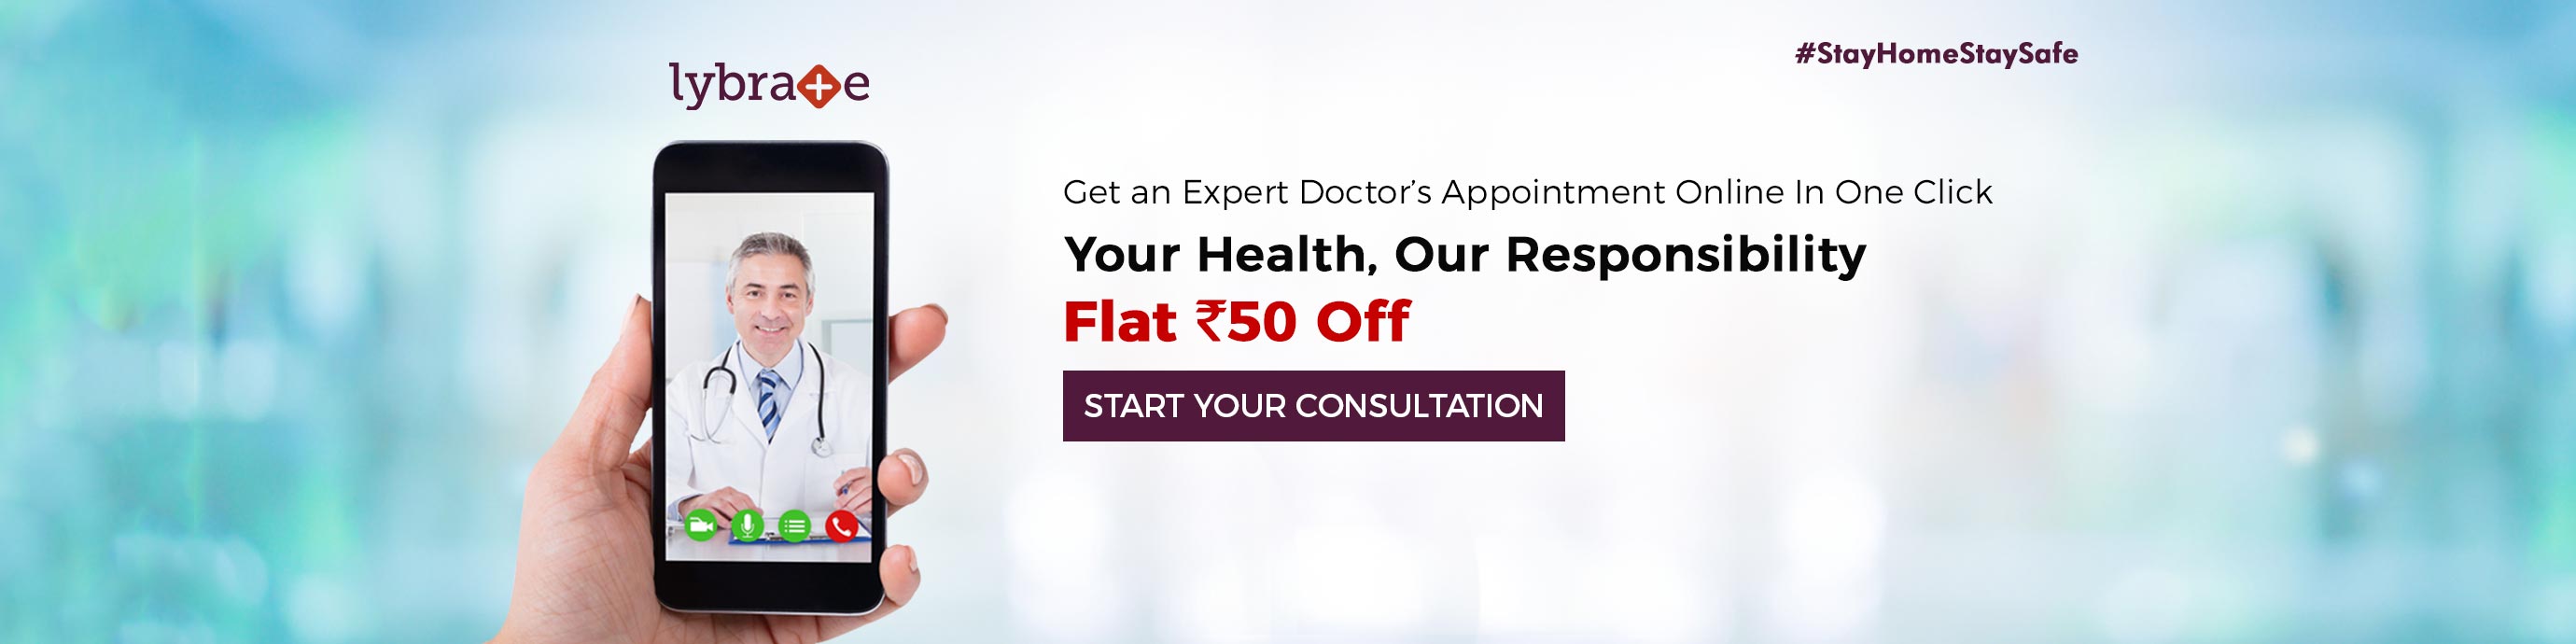 lybrate
#StayHomeStaySafe
Get an Expert Doctor’s Appointment Online In One Click
Your Health, Our Responsibility
Flat ₹50 Off
START YOUR CONSULTATION